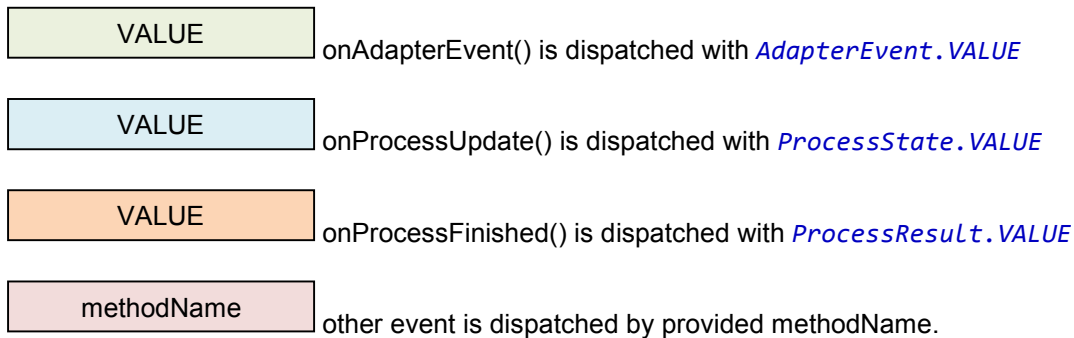 VALUE onAdapterEvent() is dispatched with AdapterEvent.VALUE
VALUE onProcessUpdate() is dispatched with ProcessState.VALUE
VALUE onProcessFinished() is dispatched with ProcessResult.VALUE
methodName other event is dispatched by provided methodName.